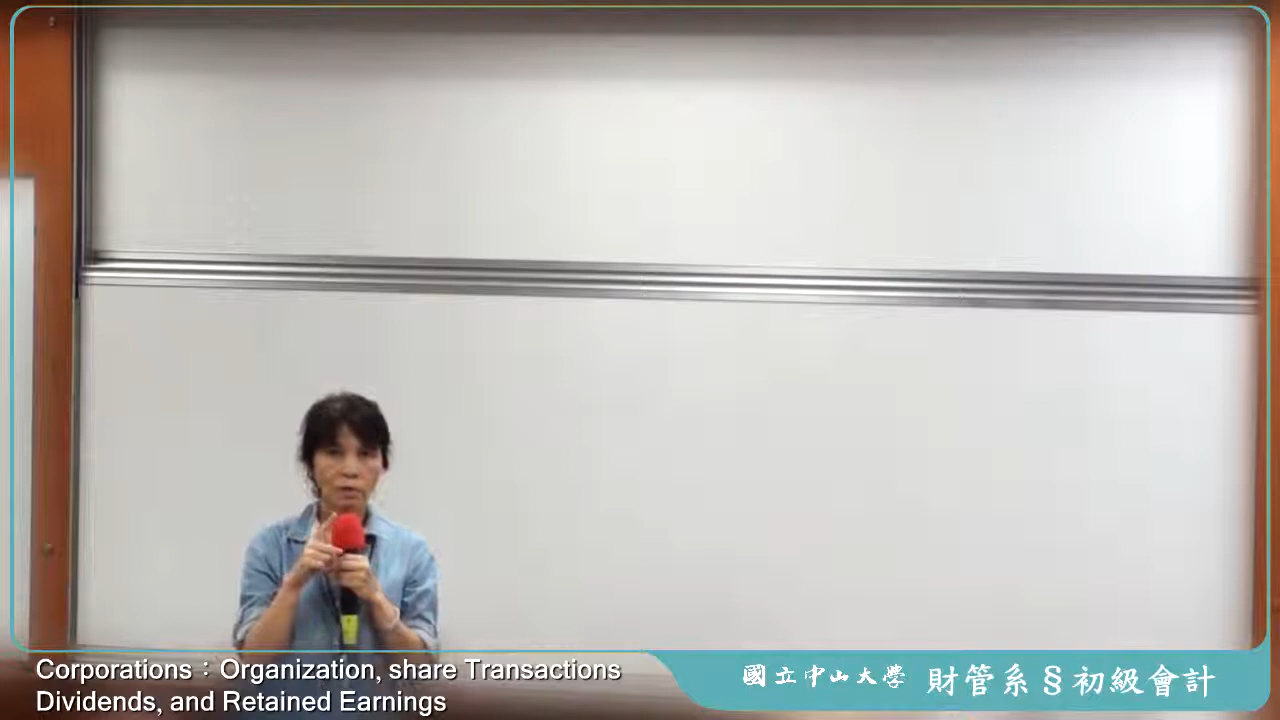 Corporations：Organization, share Transactions
Dividends, and Retained Earnings
國立中山大學 財管系§初級會計